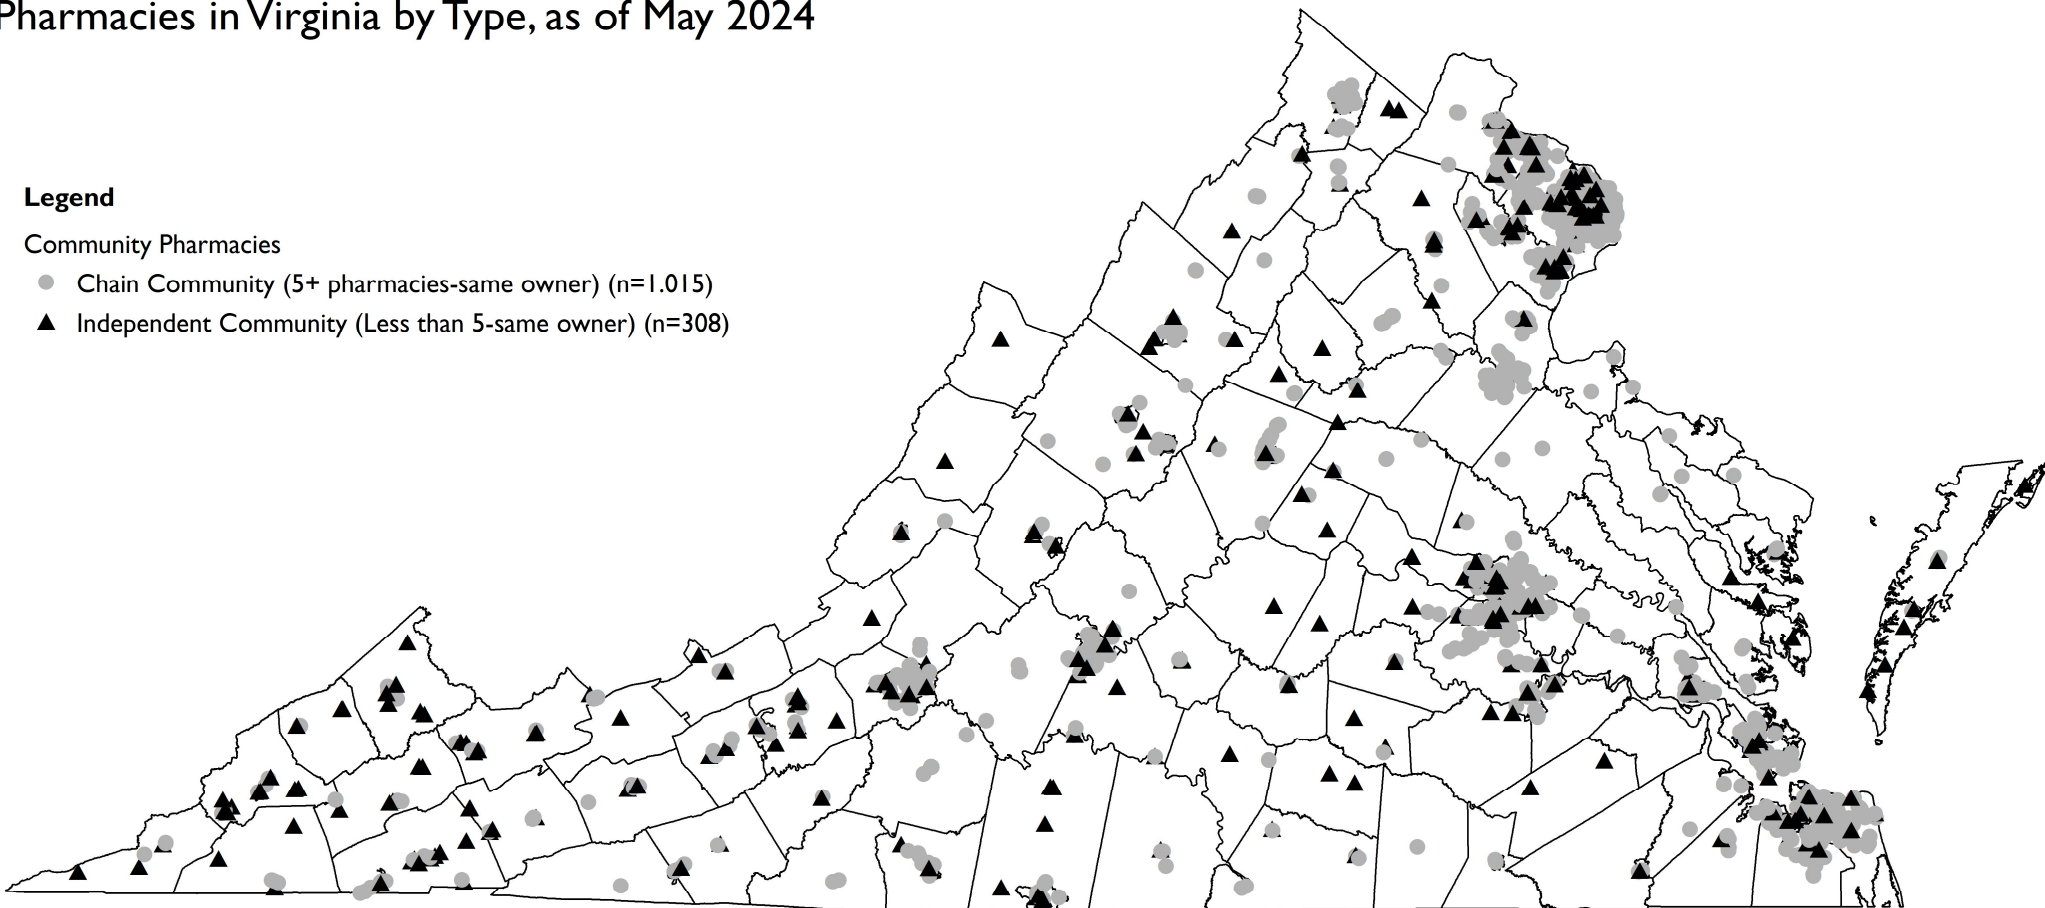 Pharmacies in Virginia by Type, as of May 2024
Legend
Community Pharmacies
Chain Community (5+ pharmacies-same owner) (n=1.015)
Independent Community (Less than 5-same owner) (n=308)